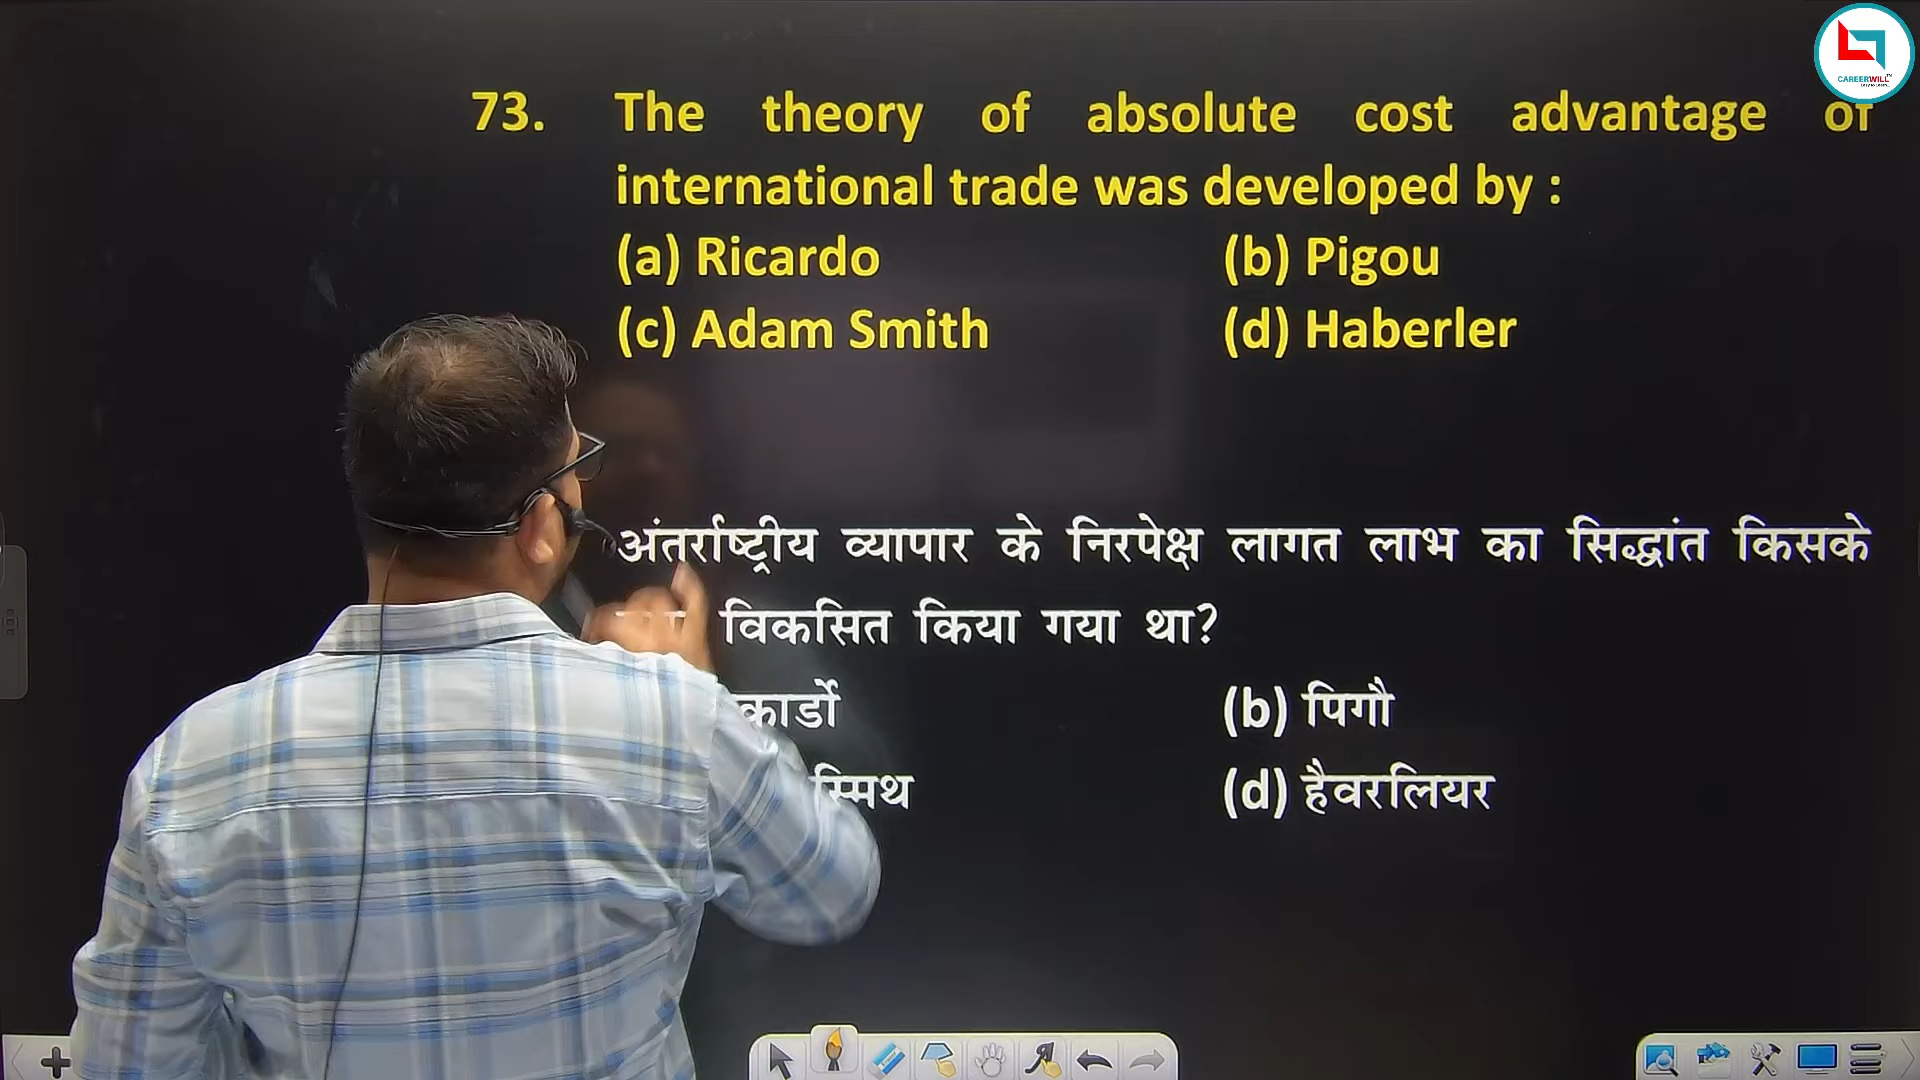 CAREERWILL
73. The theory of absolute cost advantage of
international trade was developed by :
(a) Ricardo (b) Pigou
(c) Adam Smith (d) Haberler
अंतर्राष्ट्रीय व्यापार के निरपेक्ष लागत लाभ का सिद्धांत किसके
विकसित किया गया था?
(b) पिगौ
स्मिथ (d) हैवरलियर